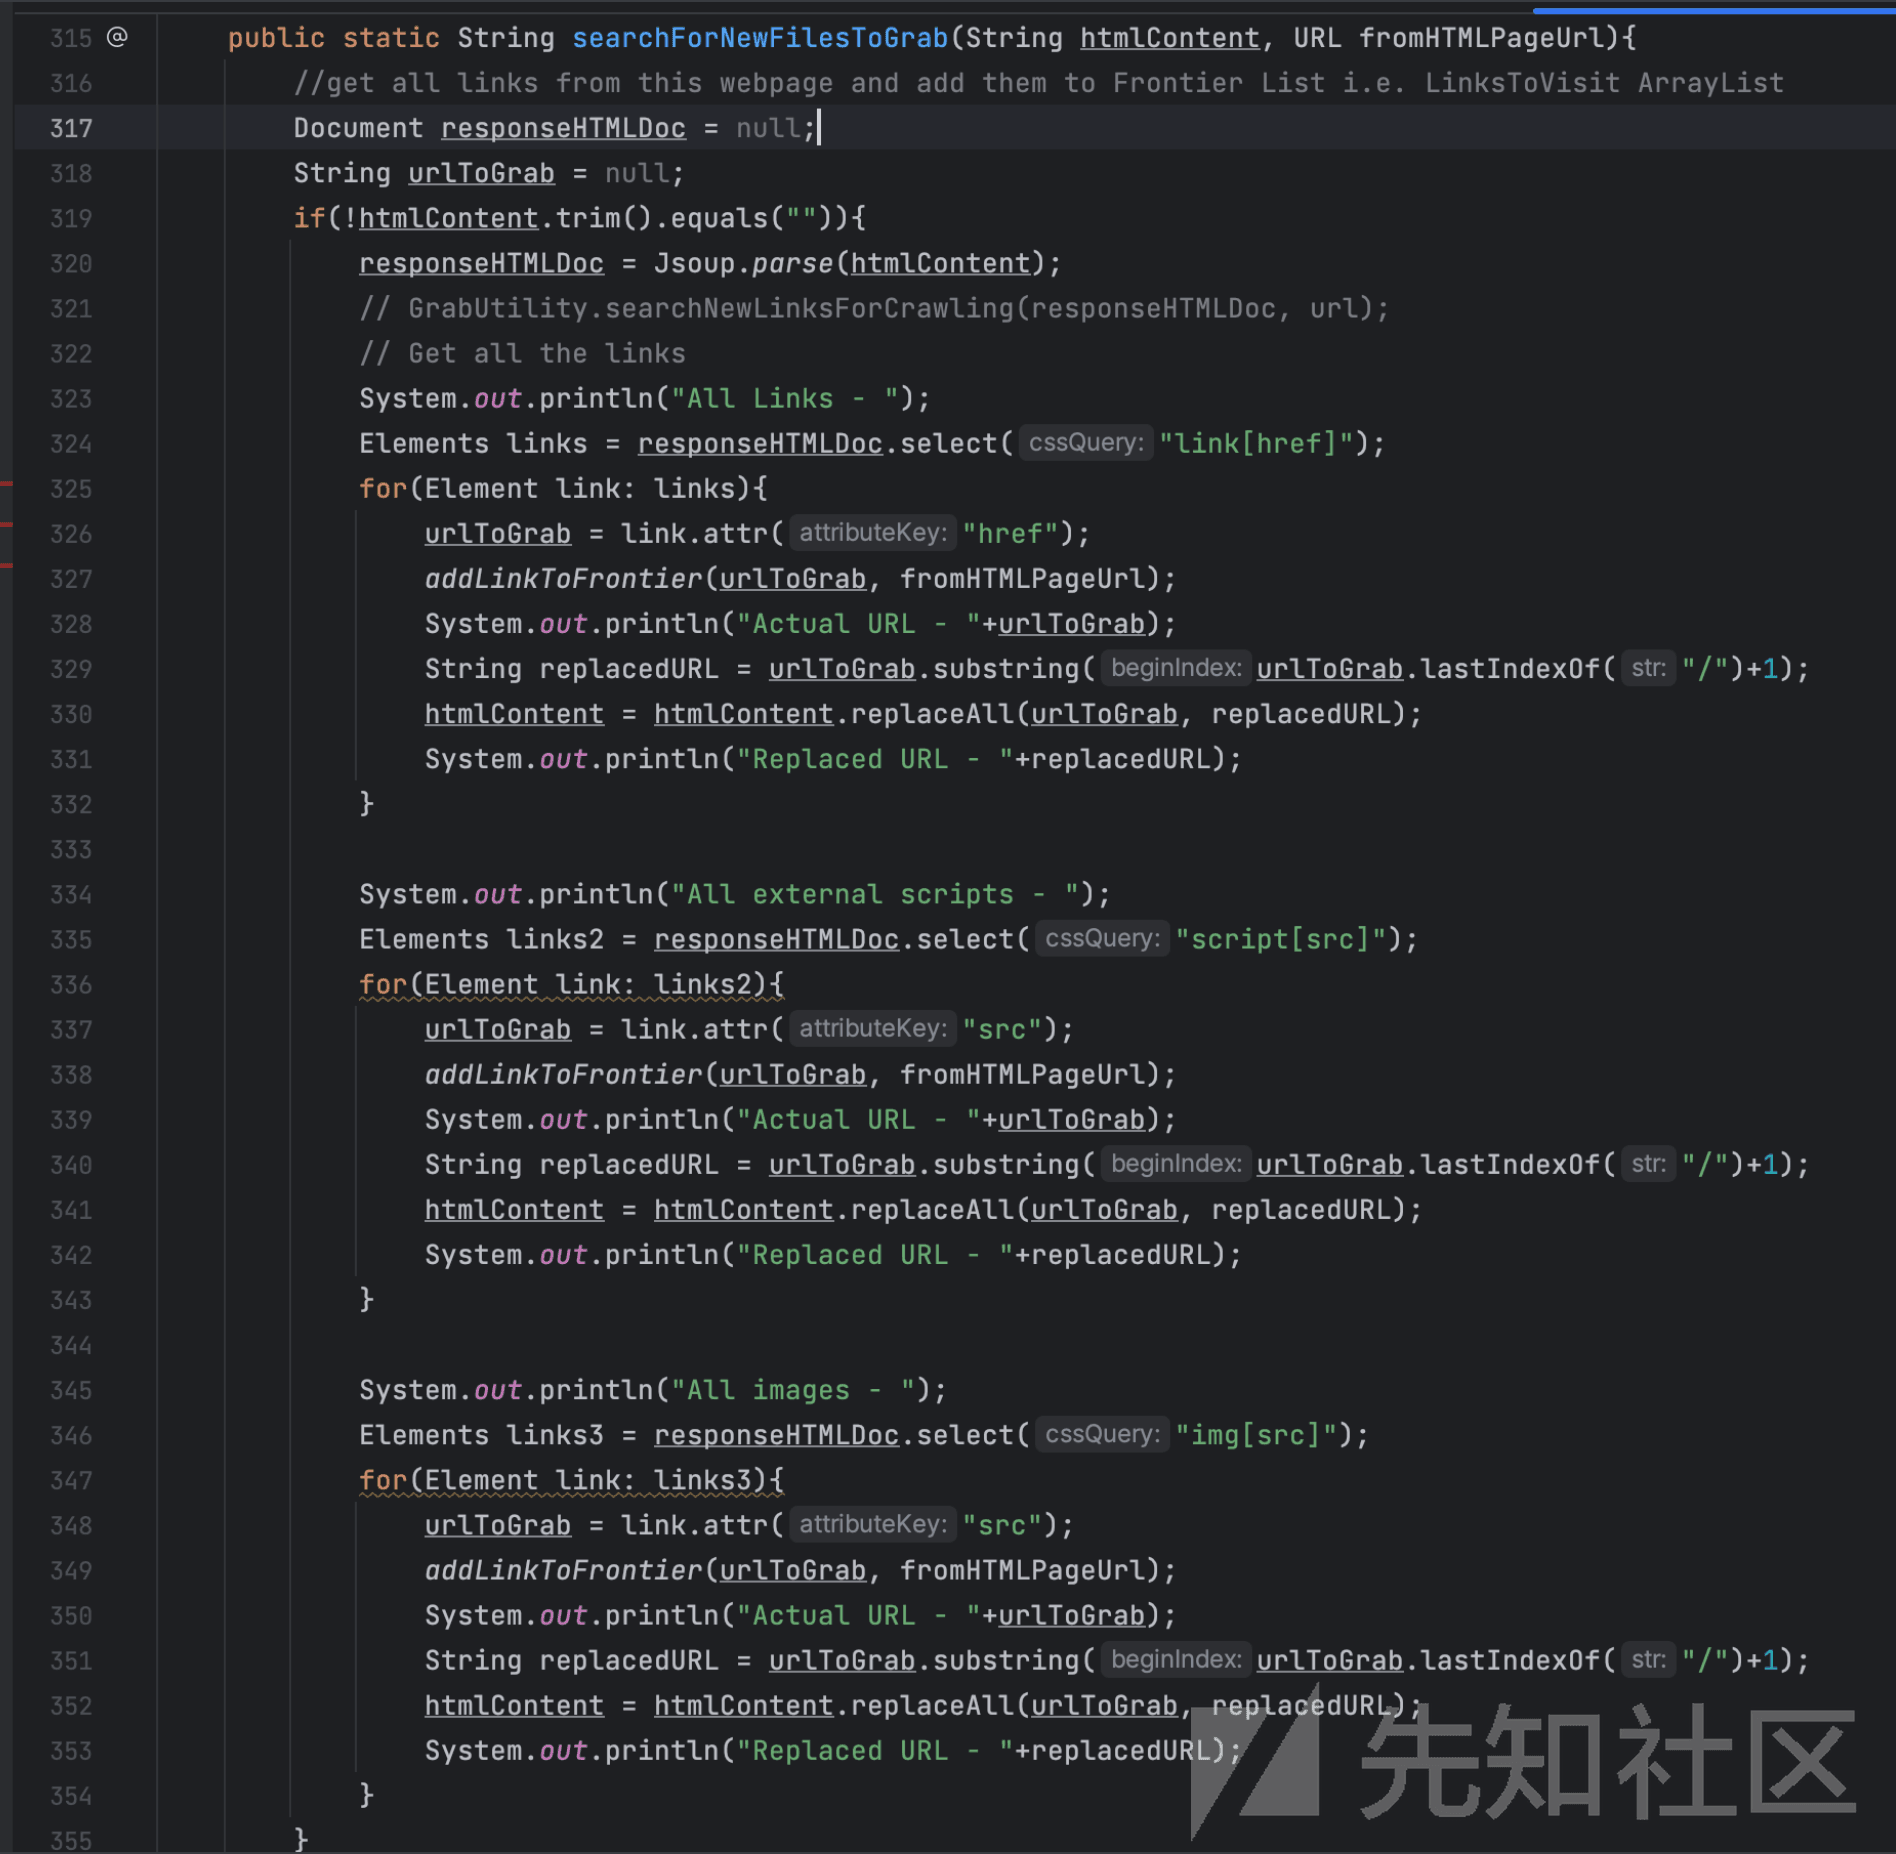 315 @ public static String searchForNewFilesToGrab(String htmlContent, URL fromHTMLPageUrl){
316 //get all links from this webpage and add them to Frontier List i.e. LinksToVisit ArrayList
317 Document responseHTMLDoc = null;
318 String urlToGrab = null;
319 if(!htmlContent.trim().equals("")){
320 responseHTMLDoc = Jsoup.parse(htmlContent);
321 // GrabUtility.searchNewLinksForCrawling(responseHTMLDoc, url);
322 // Get all the links
323 System.out.println("All Links - ");
324 Elements links = responseHTMLDoc.select( cssQuery: "link[href]");
325 for(Element link: links){
326 urlToGrab = link.attr( attributeKey: "href");
327 addLinkToFrontier(urlToGrab, fromHTMLPageUrl);
328 System.out.println("Actual URL - "+urlToGrab);
329 String replacedURL = urlToGrab.substring( beginIndex: urlToGrab.lastIndexOf( str: "/")+1);
330 htmlContent = htmlContent.replaceAll(urlToGrab, replacedURL);
331 System.out.println("Replaced URL - "+replacedURL);
332 }
333
334 System.out.println("All external scripts - ");
335 Elements links2 = responseHTMLDoc.select( cssQuery: "script[src]");
336 for(Element link: links2){
337 urlToGrab = link.attr( attributeKey: "src");
338 addLinkToFrontier(urlToGrab, fromHTMLPageUrl);
339 System.out.println("Actual URL - "+urlToGrab);
340 String replacedURL = urlToGrab.substring( beginIndex: urlToGrab.lastIndexOf( str: "/")+1);
341 htmlContent = htmlContent.replaceAll(urlToGrab, replacedURL);
342 System.out.println("Replaced URL - "+replacedURL);
343 }
344
345 System.out.println("All images - ");
346 Elements links3 = responseHTMLDoc.select( cssQuery: "img[src]");
347 for(Element link: links3){
348 urlToGrab = link.attr( attributeKey: "src");
349 addLinkToFrontier(urlToGrab, fromHTMLPageUrl);
350 System.out.println("Actual URL - "+urlToGrab);
351 String replacedURL = urlToGrab.substring( beginIndex: urlToGrab.lastIndexOf( str: "/")+1);
352 htmlContent = htmlContent.replaceAll(urlToGrab, replacedURL);
353 System.out.println("Replaced URL - "+replacedURL);
354 }
355 }
先知社区